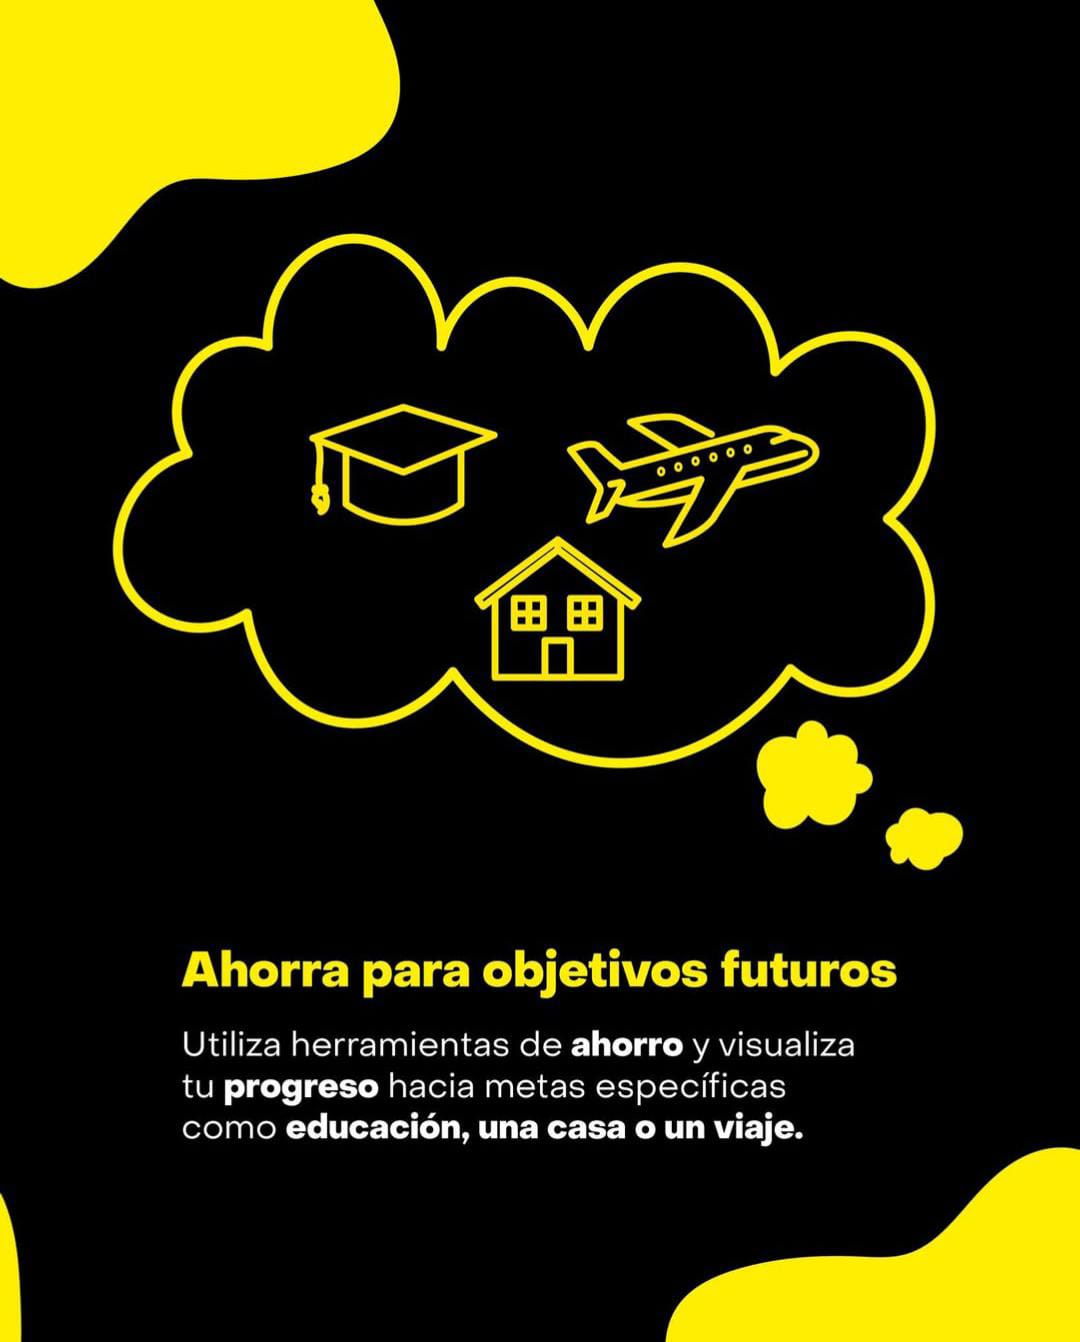 Ahorra para objetivos futuros
Utiliza herramientas de ahorro y visualiza
tu progreso hacia metas específicas
como educación, una casa o un viaje.